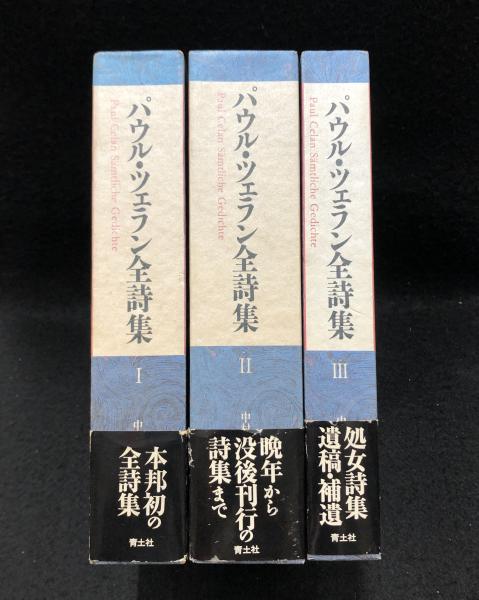 パウル・ツェラン全詩集
Paul Celan Sämtliche Gedichte
I
本邦初の
全詩集
青土社
パウル・ツェラン全詩集
Paul Celan Sämtliche Gedichte
II
中
晩年から
没後刊行の
詩集まで
青土社
パウル・ツェラン全詩集
Paul Celan Sämtliche Gedichte
III
処女詩集
遺稿・補遺
青土社